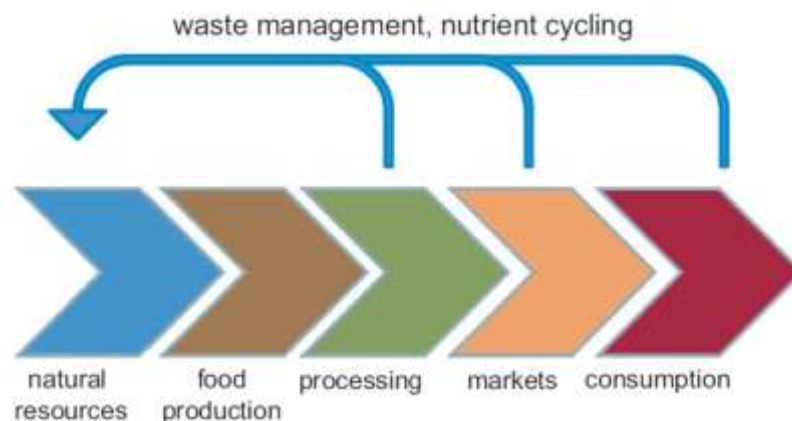 waste management, nutrient cycling
natural
resources
food
production
processing
markets
consumption